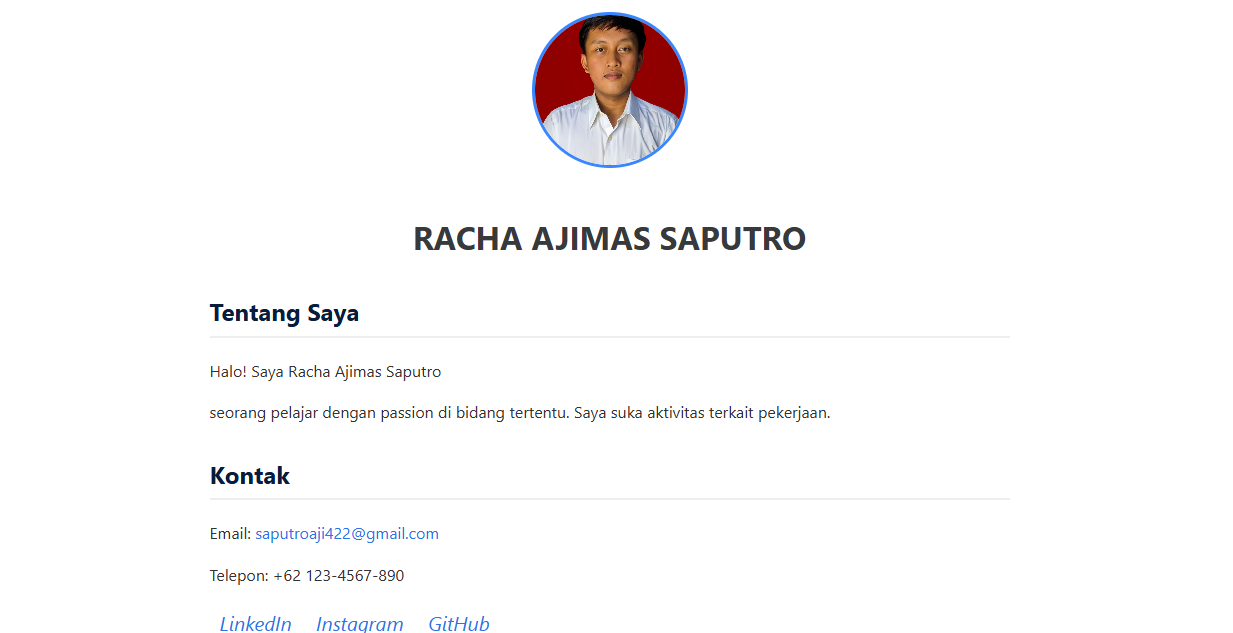 RACHA AJIMAS SAPUTRO
Tentang Saya
Halo! Saya Racha Ajimas Saputro
seorang pelajar dengan passion di bidang tertentu. Saya suka aktivitas terkait pekerjaan.
Kontak
Email: saputroaji422@gmail.com
Telepon: +62 123-4567-890
LinkedIn Instagram GitHub